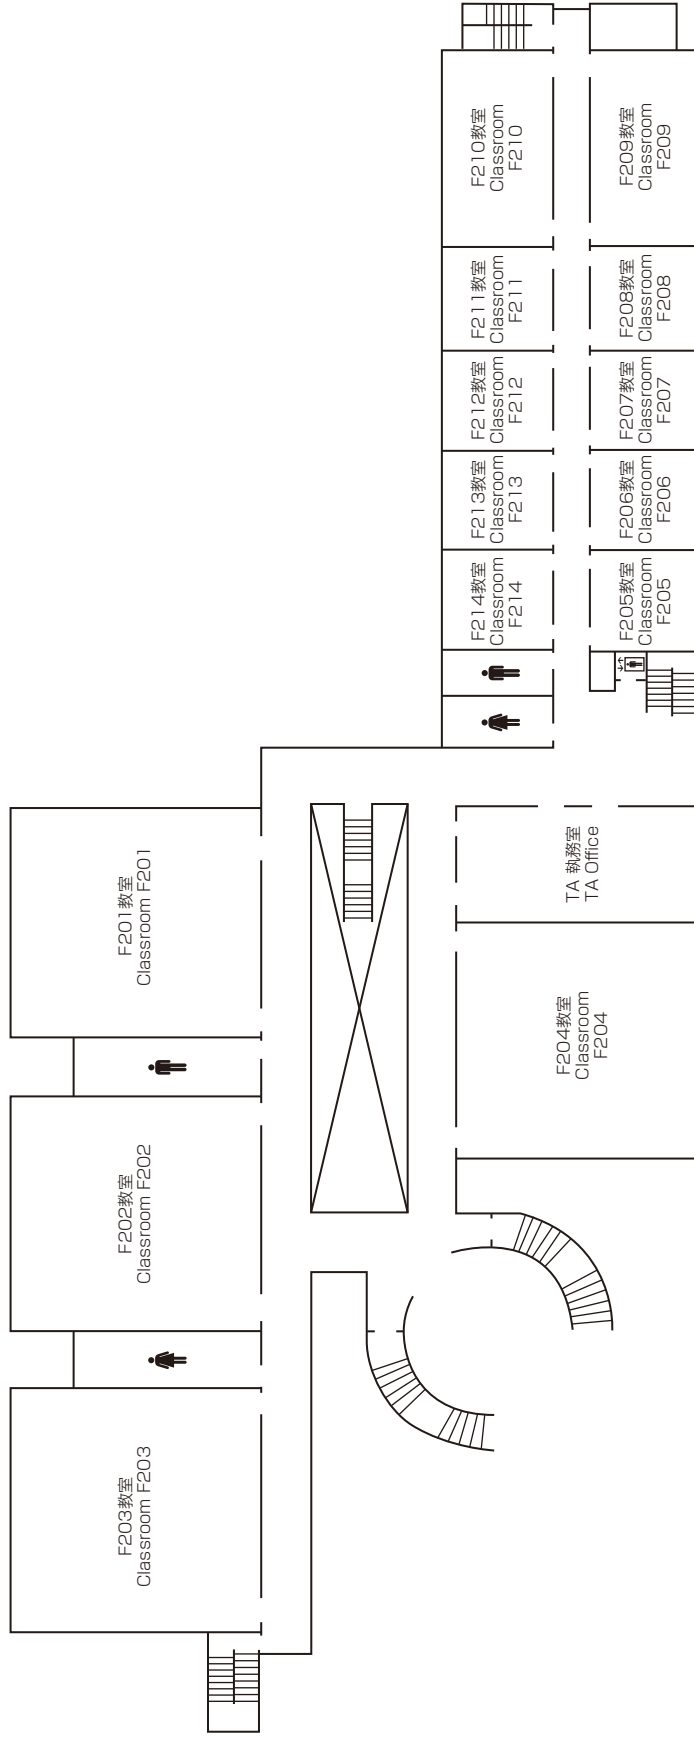 F210教室
Classroom
F210
F209教室
Classroom
F209
F211教室
Classroom
F211
F208教室
Classroom
F208
F212教室
Classroom
F212
F207教室
Classroom
F207
F213教室
Classroom
F213
F206教室
Classroom
F206
F214教室
Classroom
F214
F205教室
Classroom
F205
F201教室
Classroom F201
TA 執務室
TA Office
F204教室
Classroom
F204
F202教室
Classroom F202
F203教室
Classroom F203